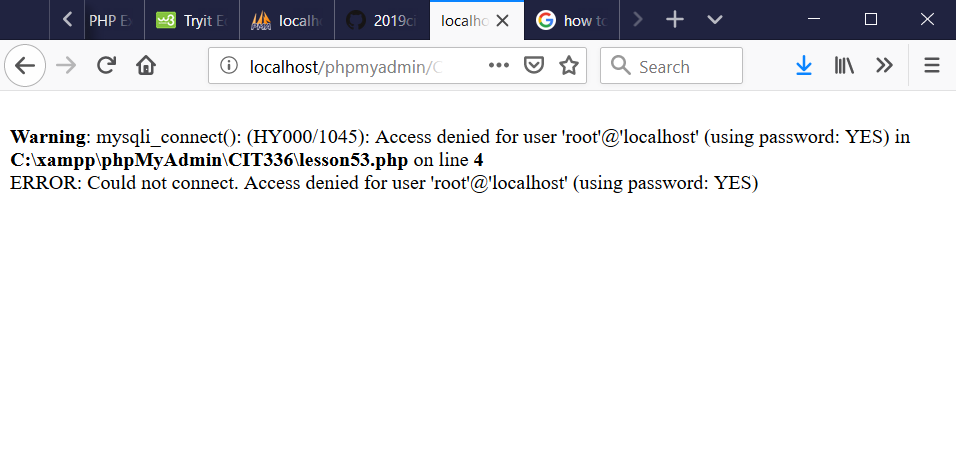 PHP Ex
Tryit E
localh
2019ci
localho
how to
localhost/phpmyadmin/C
Search
Warning: mysqli_connect(): (HY000/1045): Access denied for user 'root'@'localhost' (using password: YES) in
C:\xampp\phpMyAdmin\CIT336\lesson53.php on line 4
ERROR: Could not connect. Access denied for user 'root'@'localhost' (using password: YES)